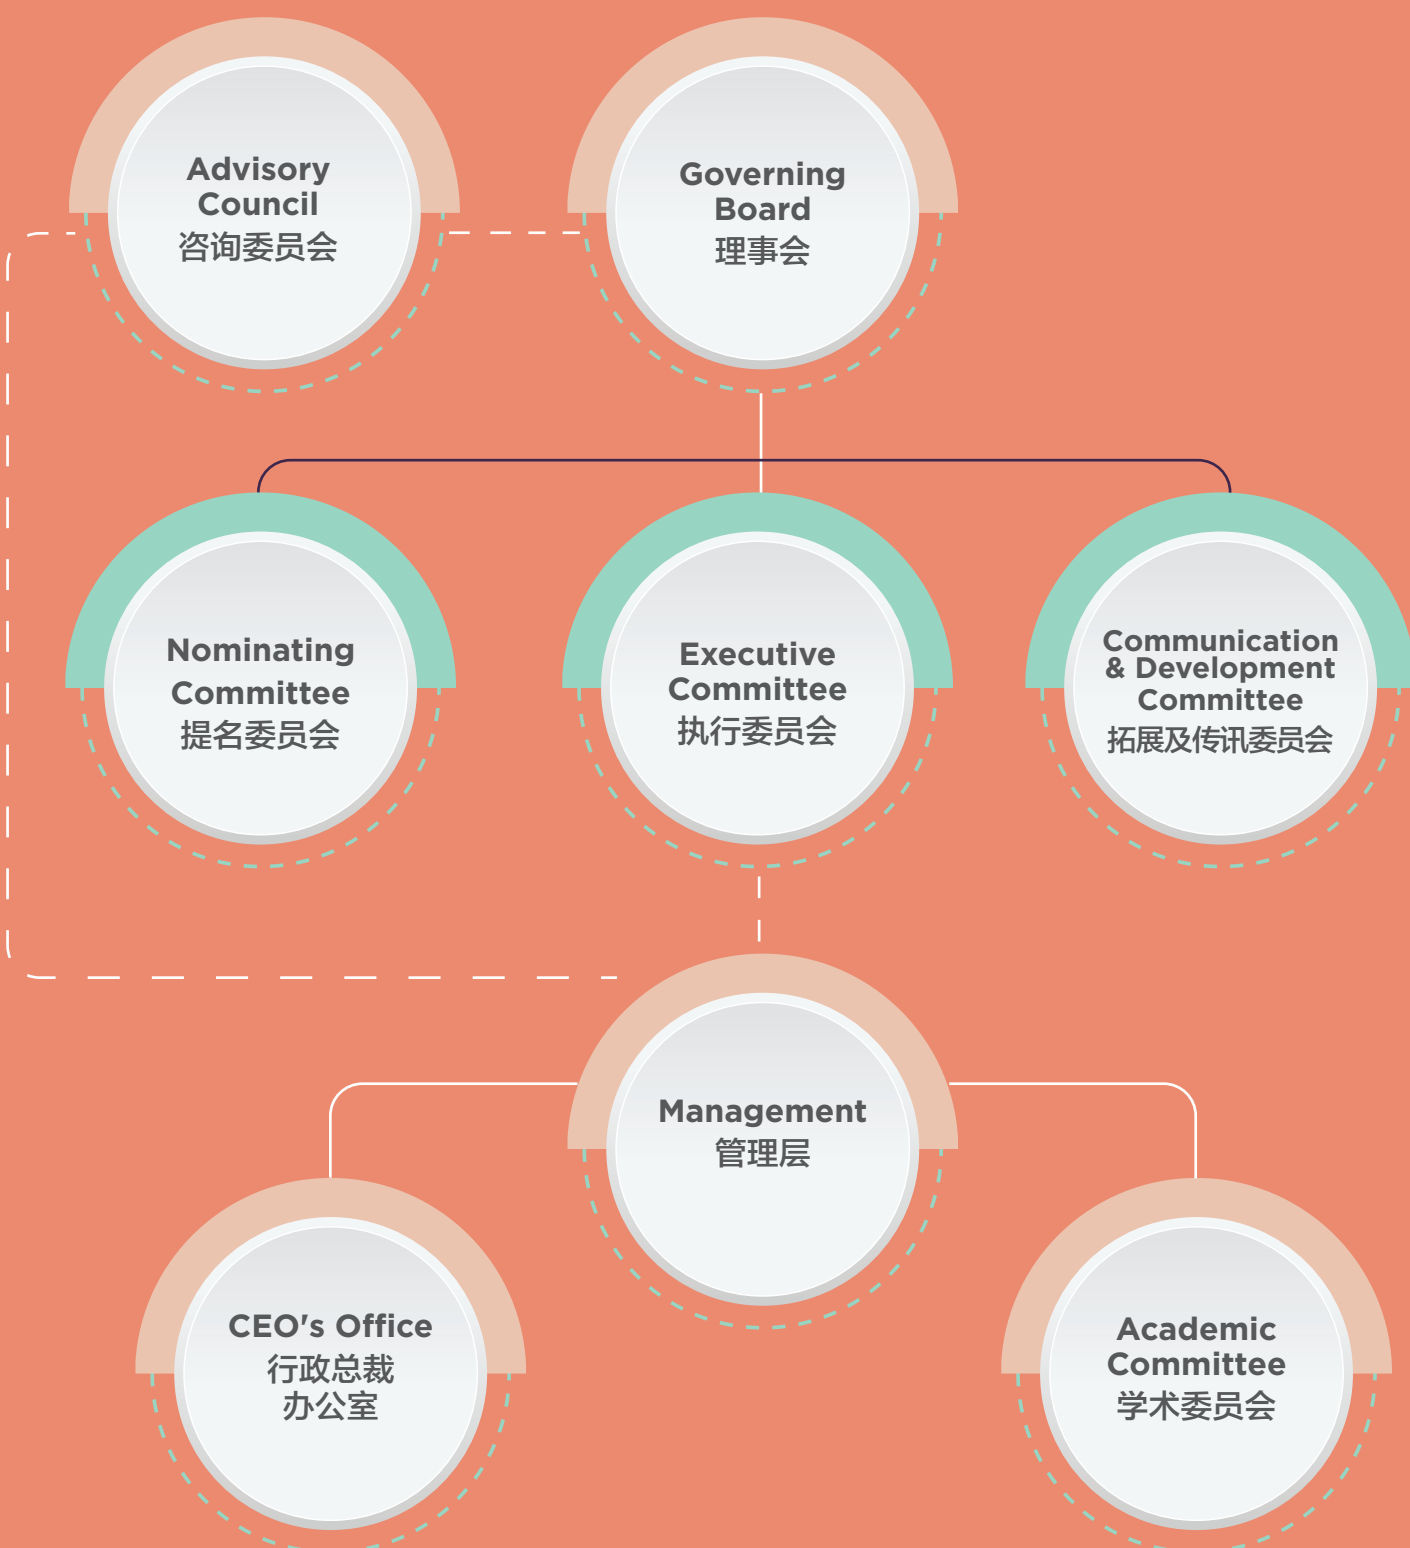 Advisory
Council
咨询委员会
Governing
Board
理事会
Nominating
Committee
提名委员会
Executive
Committee
执行委员会
Communication
& Development
Committee
拓展及传讯委员会
Management
管理层
CEO's Office
行政总裁
办公室
Academic
Committee
学术委员会